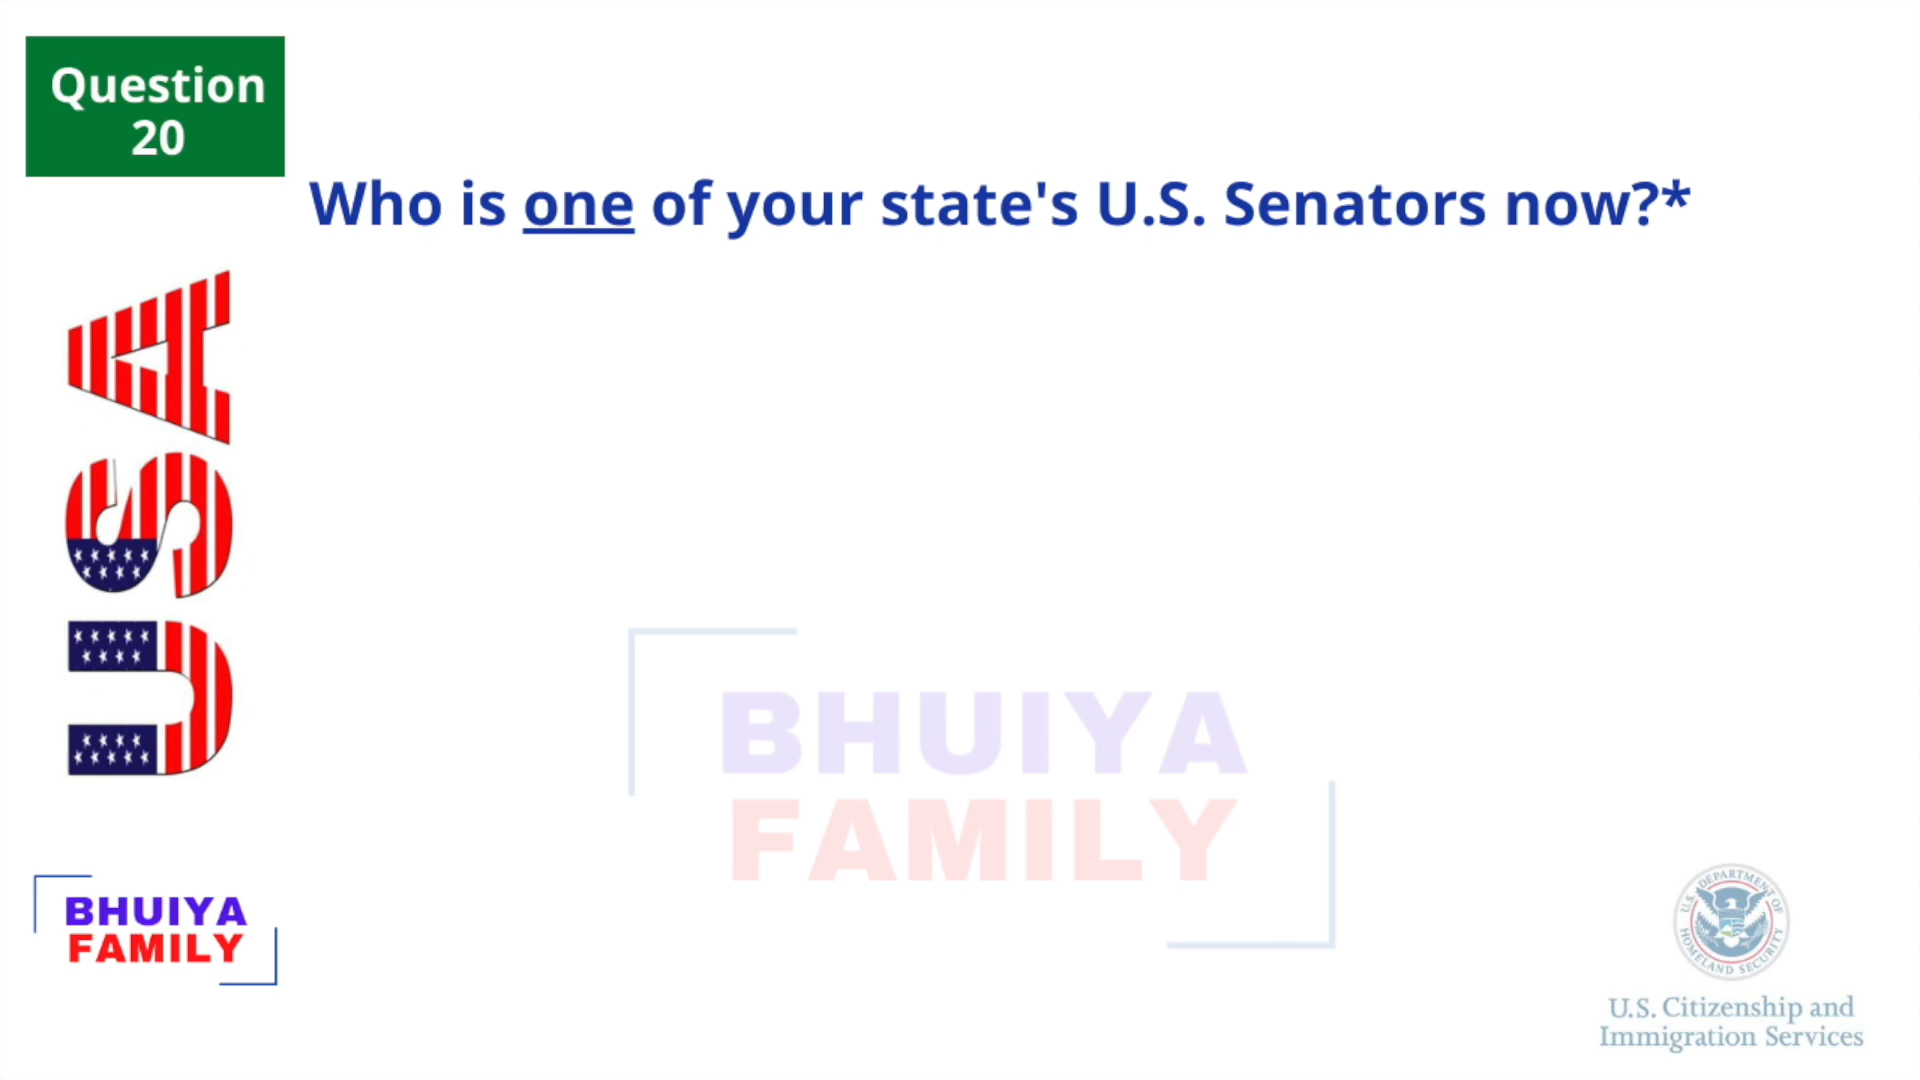 Question
20
Who is one of your state's U.S. Senators now?*
USA
BHUIYA
FAMILY
BHUIYA
FAMILY
U.S. DEPARTMENT OF
HOMELAND SECURITY
U.S. Citizenship and
Immigration Services